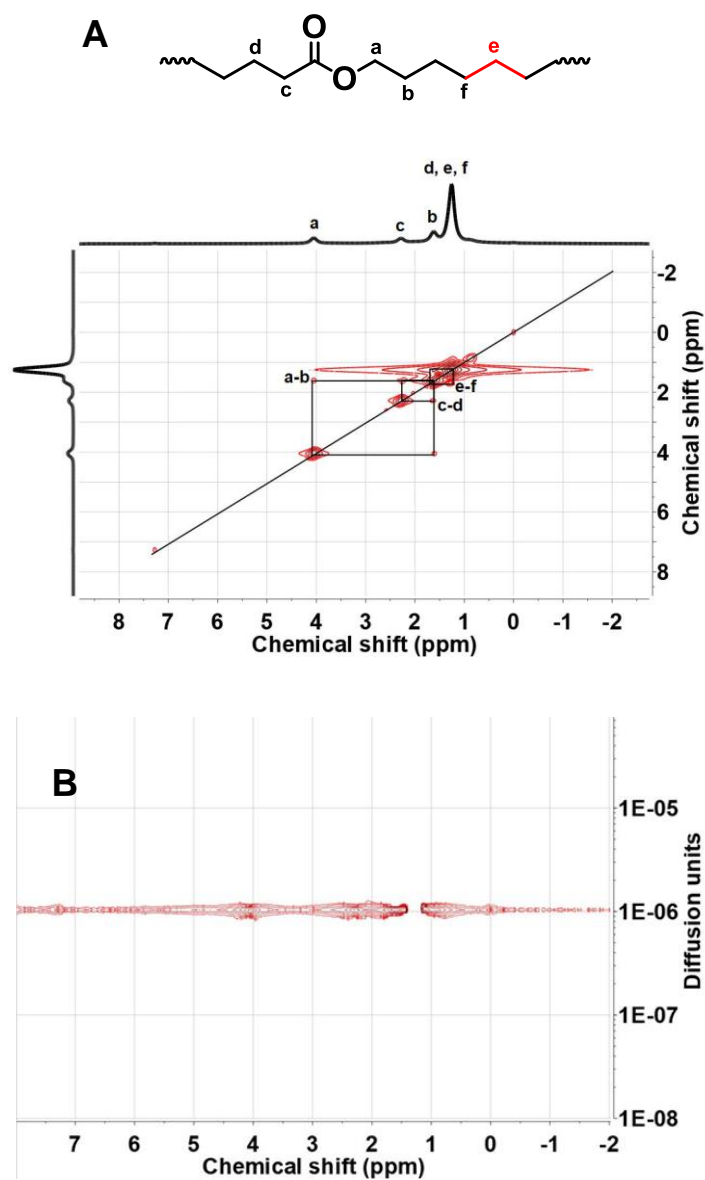 A
O
d
a
e
c
O
b
f
d, e, f
a
c
b
-2
0
a-b
2
e-f
c-d
4
6
8
Chemical shift (ppm)
8 7 6 5 4 3 2 1 0 -1 -2
Chemical shift (ppm)
B
1E-05
1E-06
1E-07
1E-08
Diffusion units
7 6 5 4 3 2 1 0 -1 -2
Chemical shift (ppm)